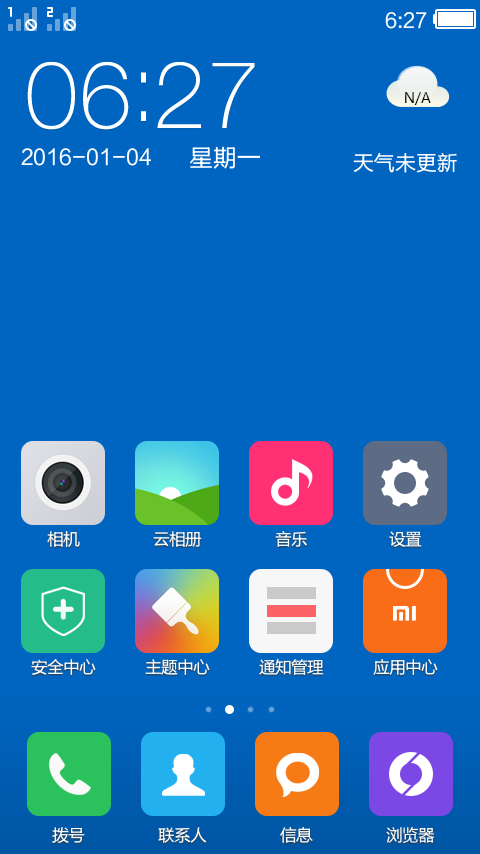 1 2 6:27
06:27
N/A
2016-01-04 星期一
天气未更新
相机 云相册 音乐 设置
mi
安全中心 主题中心 通知管理 应用中心
拨号 联系人 信息 浏览器